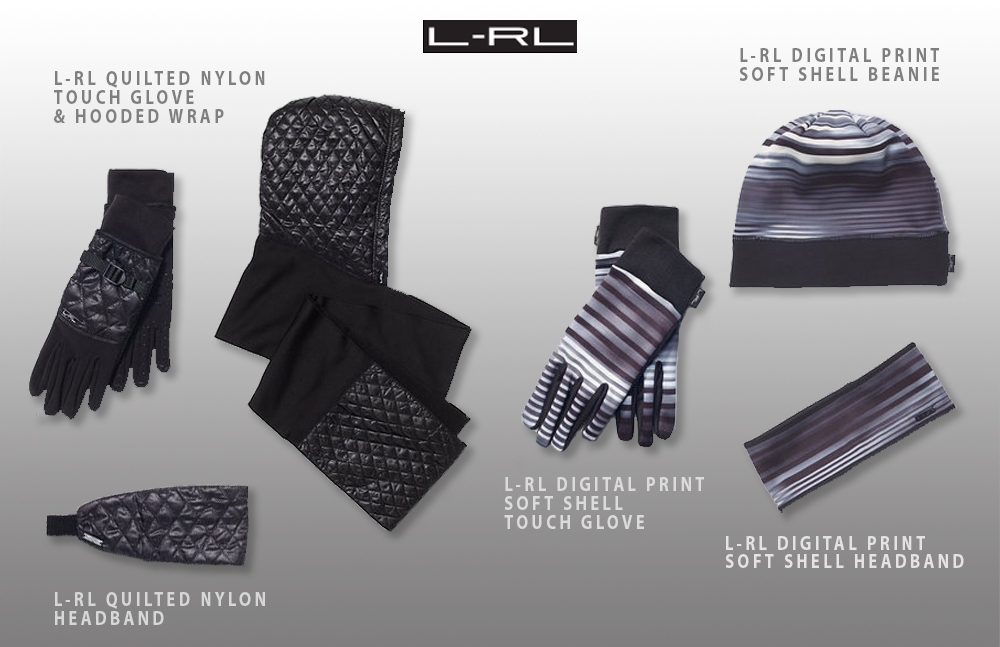 L-RL
L-RL QUILTED NYLON
TOUCH GLOVE
& HOODED WRAP
L-RL DIGITAL PRINT
SOFT SHELL BEANIE
L-RL DIGITAL PRINT
SOFT SHELL
TOUCH GLOVE
L-RL DIGITAL PRINT
SOFT SHELL HEADBAND
L-RL QUILTED NYLON
HEADBAND